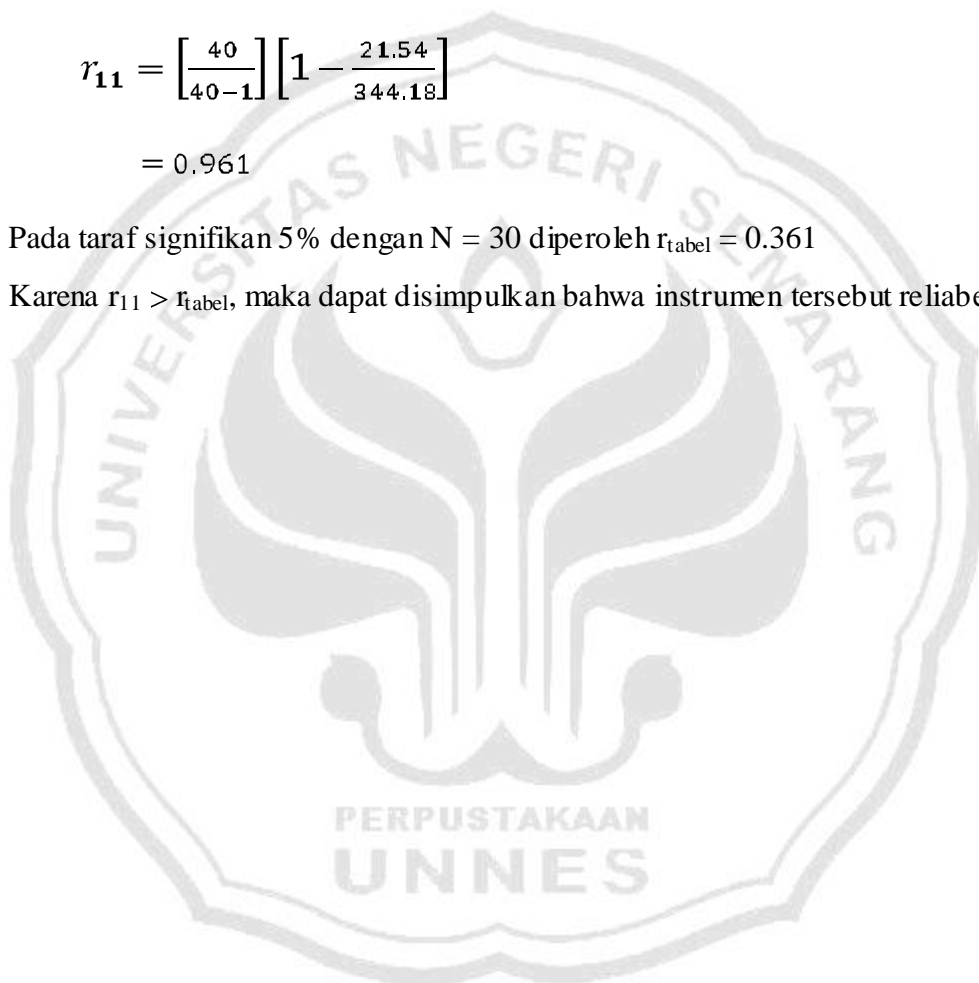 r₁₁ = [40/(40−1)] [1 − 21.54/344.18]
= 0.961
Pada taraf signifikan 5% dengan N = 30 diperoleh r_tabel = 0.361
Karena r₁₁ > r_tabel, maka dapat disimpulkan bahwa instrumen tersebut
UNIVERSITAS NEGERI SEMARANG
PERPUSTAKAAN
UNNES